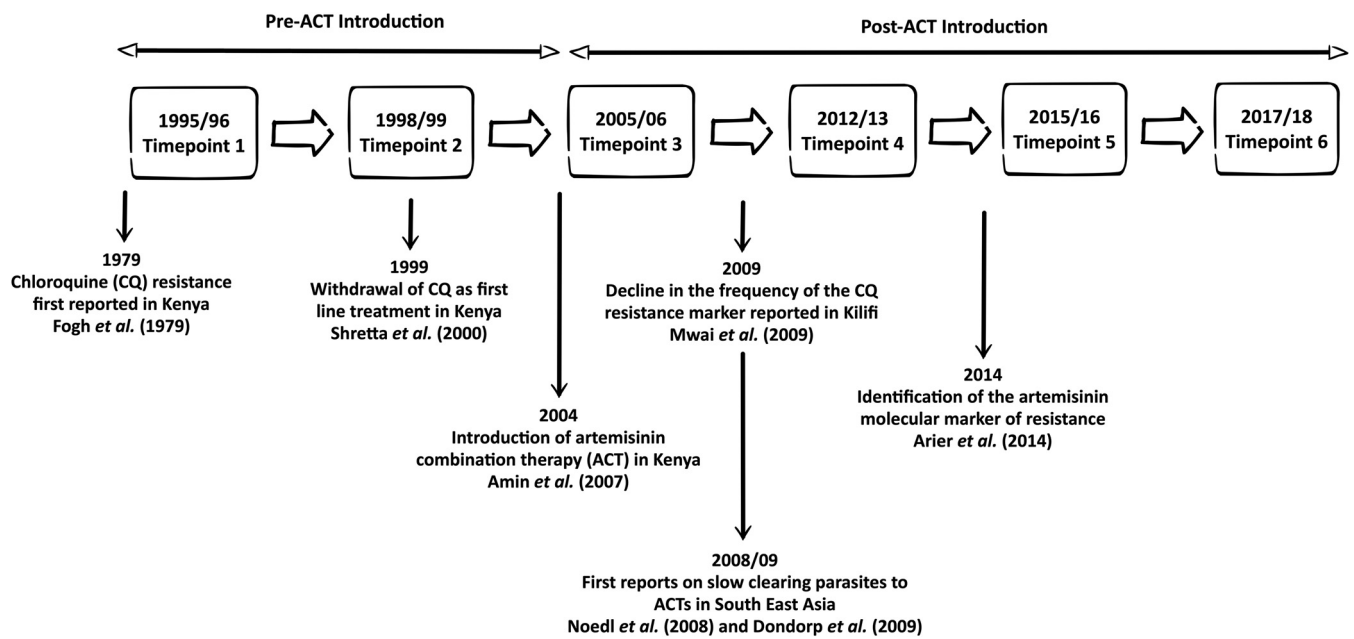 Pre-ACT Introduction
Post-ACT Introduction
1995/96
Timepoint 1
1998/99
Timepoint 2
2005/06
Timepoint 3
2012/13
Timepoint 4
2015/16
Timepoint 5
2017/18
Timepoint 6
1979
Chloroquine (CQ) resistance
first reported in Kenya
Fogh et al. (1979)
1999
Withdrawal of CQ as first
line treatment in Kenya
Shretta et al. (2000)
2004
Introduction of artemisinin
combination therapy (ACT) in Kenya
Amin et al. (2007)
2009
Decline in the frequency of the CQ
resistance marker reported in Kilifi
Mwai et al. (2009)
2008/09
First reports on slow clearing parasites to
ACTs in South East Asia
Noedl et al. (2008) and Dondorp et al. (2009)
2014
Identification of the artemisinin
molecular marker of resistance
Arier et al. (2014)